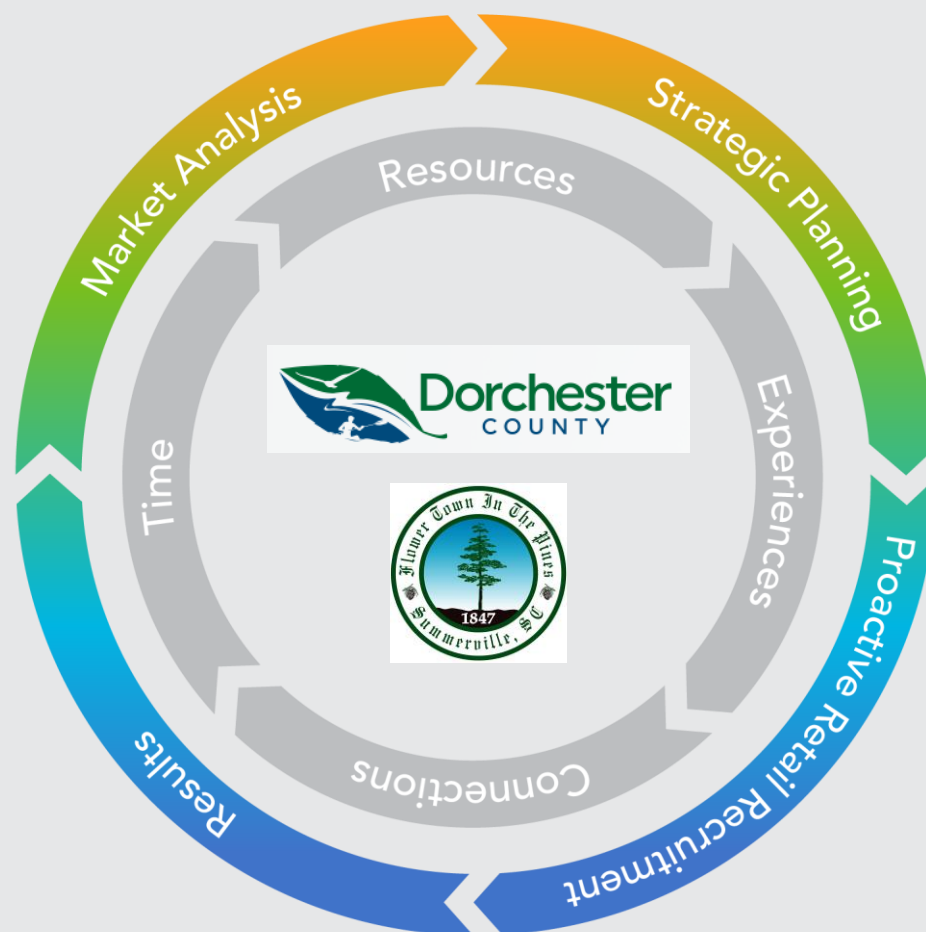 Market Analysis
Strategic Planning
Proactive Retail Recruitment
Results
Resources
Experiences
Connections
Time
Dorchester
COUNTY
Flower Town In The Pines
1847
Summerville, SC